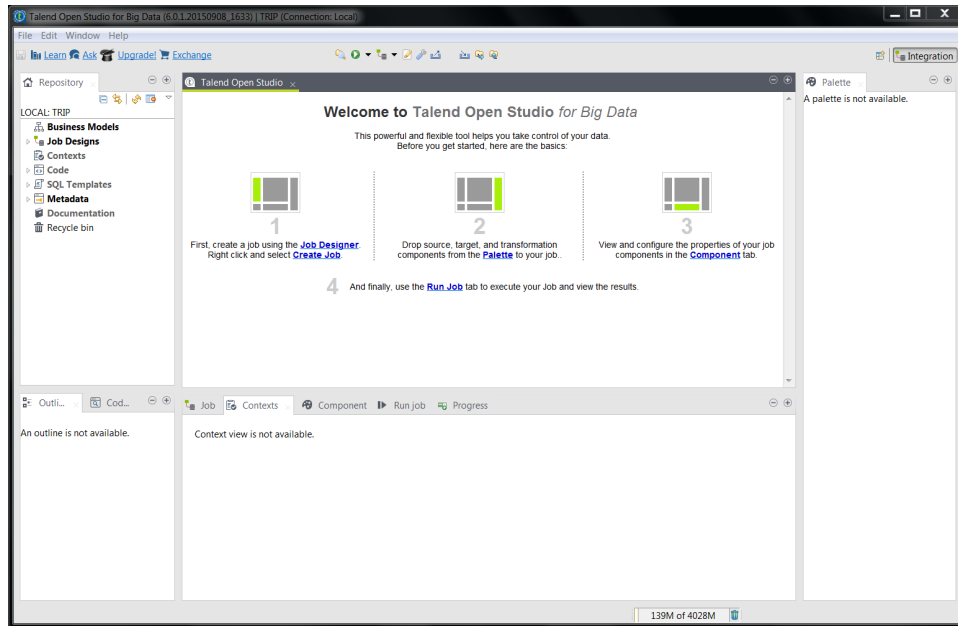 Talend Open Studio for Big Data (6.0.1.20150908_1633) | TRIP (Connection: Local)
File Edit Window Help
Learn Ask Upgrade! Exchange
Integration
Repository
LOCAL: TRIP
Business Models
Job Designs
Contexts
Code
SQL Templates
Metadata
Documentation
Recycle bin
Talend Open Studio
Welcome to Talend Open Studio for Big Data
This powerful and flexible tool helps you take control of your data.
Before you get started, here are the basics:
1
First, create a job using the Job Designer.
Right click and select Create Job.
2
Drop source, target, and transformation
components from the Palette to your job..
3
View and configure the properties of your job
components in the Component tab.
4 And finally, use the Run Job tab to execute your Job and view the results.
Palette
A palette is not available.
Outli... Cod...
An outline is not available.
Job Contexts Component Run job Progress
Context view is not available.
139M of 4028M